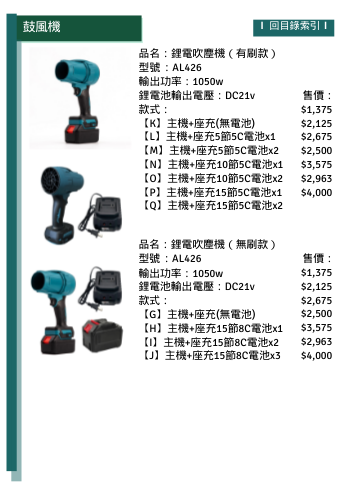 鼓風機
I 回目錄索引 I
品名：鋰電吹塵機（有刷款）
型號：AL426
輸出功率：1050w
鋰電池輸出電壓：DC21v 售價：
款式： $1,375
【K】主機+座充(無電池) $2,125
【L】主機+座充5節5C電池x1 $2,675
【M】主機+座充5節5C電池x2 $2,500
【N】主機+座充10節5C電池x1 $3,575
【O】主機+座充10節5C電池x2 $2,963
【P】主機+座充15節5C電池x1 $4,000
【Q】主機+座充15節5C電池x2
品名：鋰電吹塵機（無刷款）
型號：AL426 售價：
輸出功率：1050w $1,375
鋰電池輸出電壓：DC21v $2,125
款式： $2,675
【G】主機+座充(無電池) $2,500
【H】主機+座充15節8C電池x1 $3,575
【I】主機+座充15節8C電池x2 $2,963
【J】主機+座充15節8C電池x3 $4,000